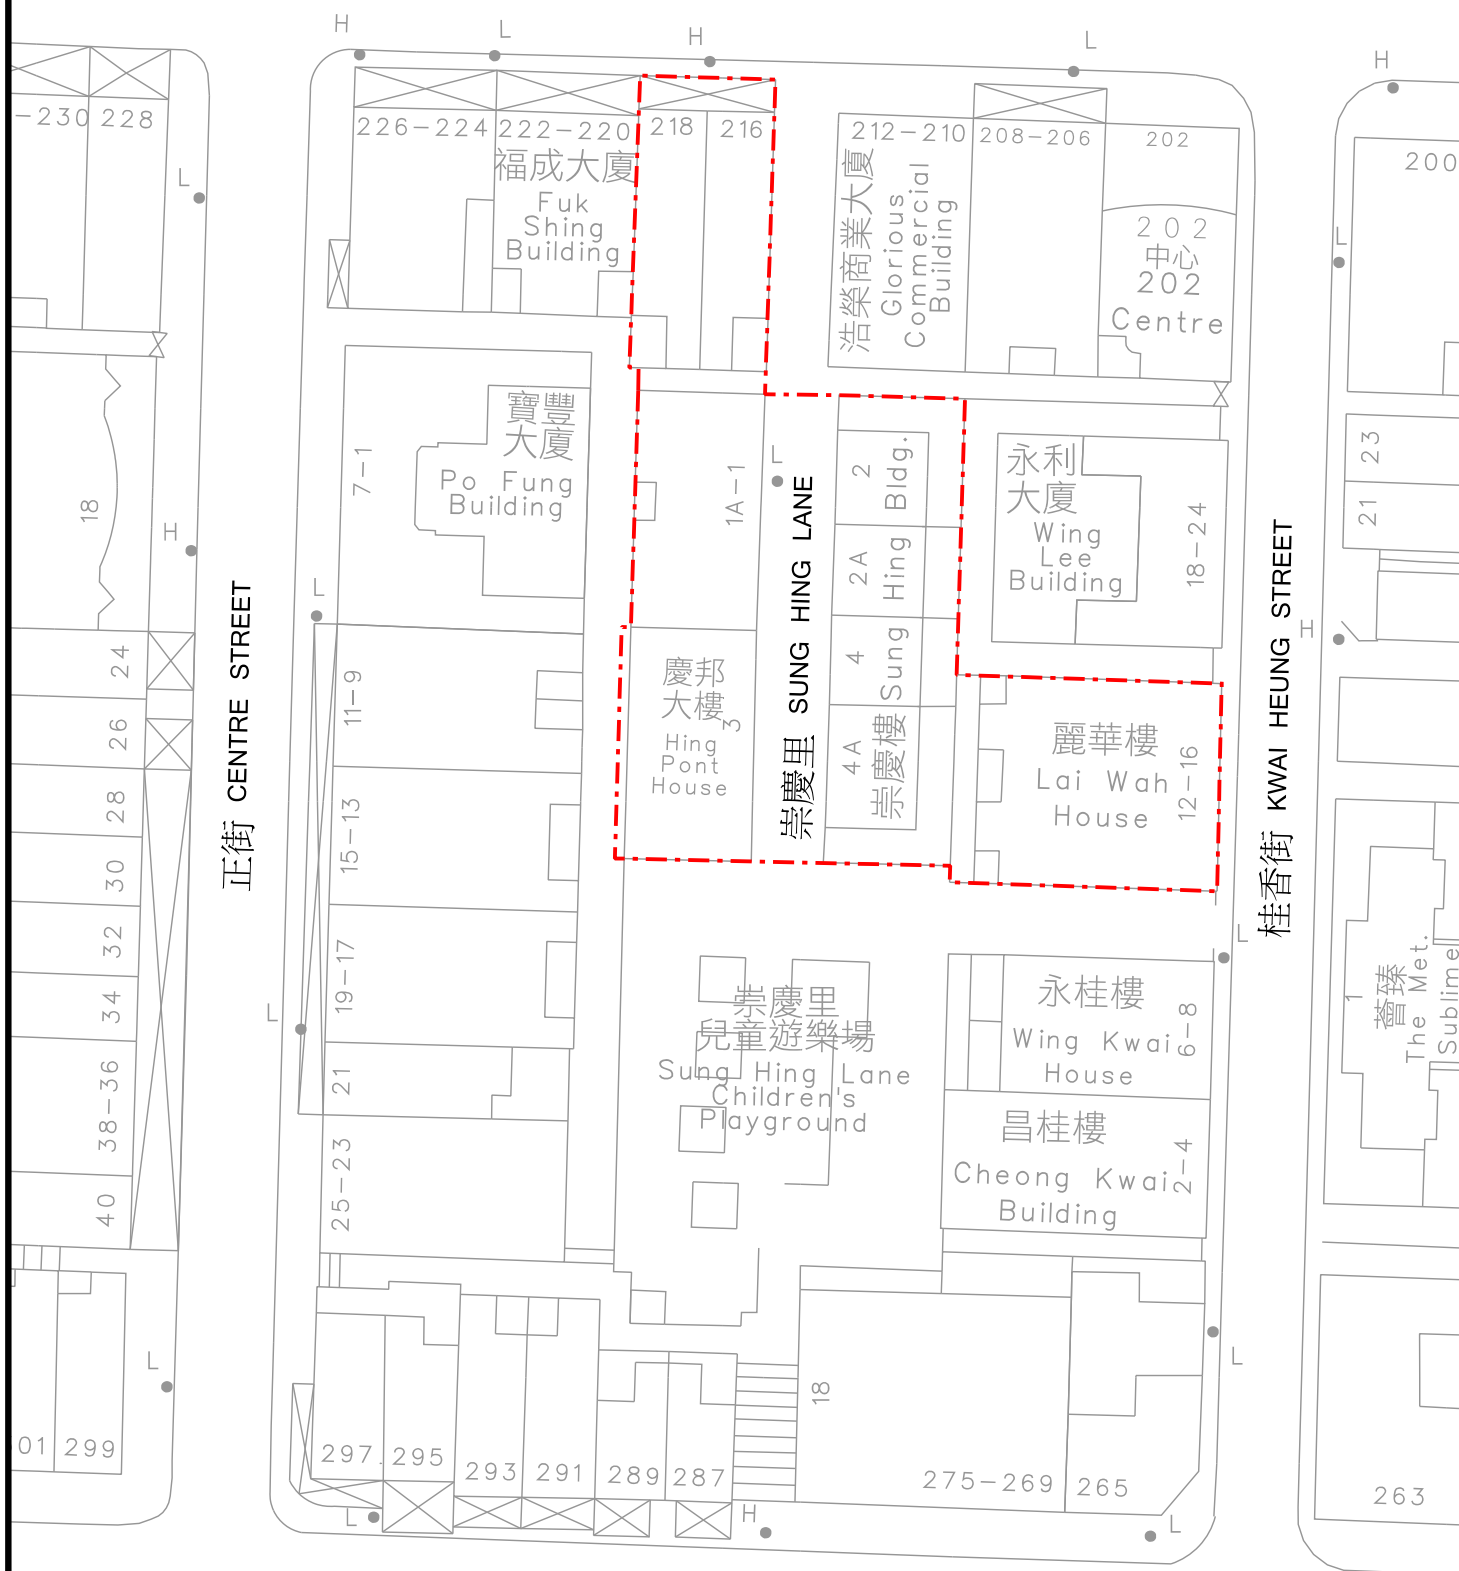 H
L
H
L
H
-230
228
226-224
222-220
218
216
212-210
208-206
202
200
福成大廈
Fuk
Shing
Building
浩榮商業大廈
Glorious
Commercial
Building
202
中心
202
Centre
L
L
寶豐
大廈
Po Fung
Building
7-1
1A-1
L
2
2A
4
4A
Sung Hing Bldg.
崇慶樓
永利
大廈
Wing
Lee
Building
18-24
23
21
18
H
L
H
24
26
28
30
32
34
38-36
40
正街 CENTRE STREET
11-9
15-13
19-17
21
25-23
慶邦
大樓
3
Hing
Pont
House
崇慶里 SUNG HING LANE
麗華樓
Lai Wah
House
12-16
桂香街 KWAI HEUNG STREET
L
L
崇慶里
兒童遊樂場
Sung Hing Lane
Children's
Playground
永桂樓
Wing Kwai
House
6-8
昌桂樓
Cheong Kwai
Building
2-4
1
薈臻
The Met.
Sublime
L
L
01
299
297
295
293
291
289
287
18
275-269
265
263
L
H
L